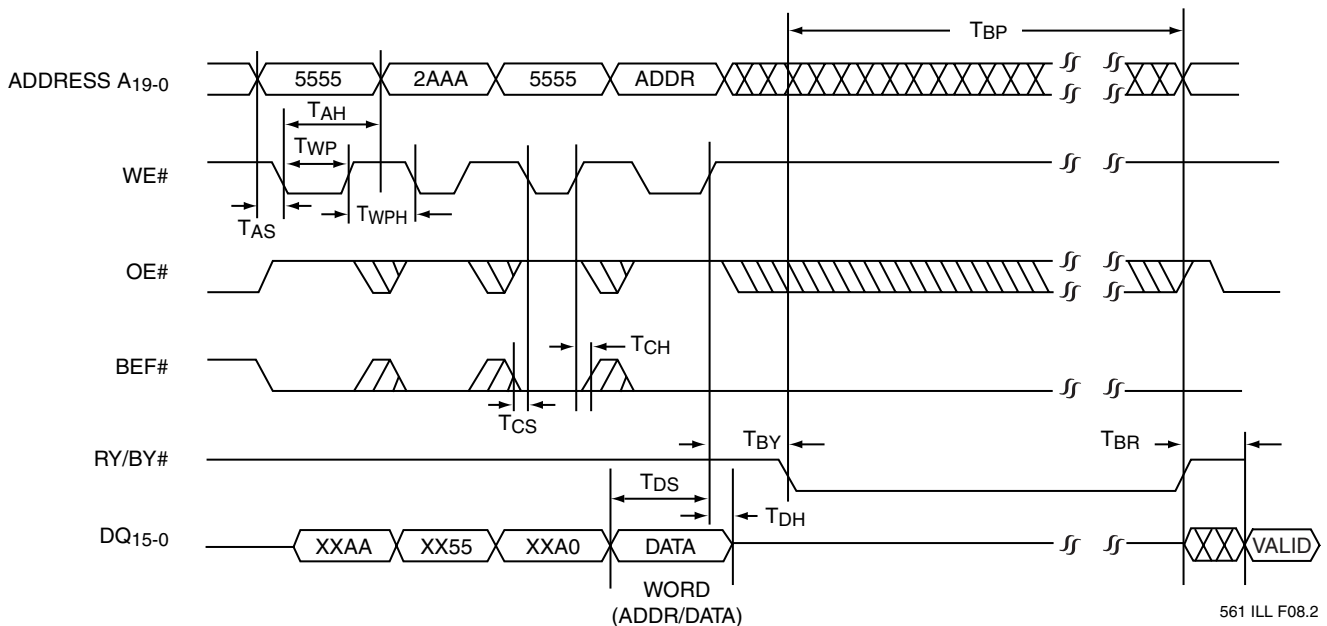 TBP
ADDRESS A19-0 5555 2AAA 5555 ADDR
TAH
TWP
WE#
TWPH
TAS
OE#
BEF#
TCH
TCS
TBY TBR
RY/BY#
TDS
TDH
DQ15-0 XXAA XX55 XXA0 DATA VALID
WORD
(ADDR/DATA)
561 ILL F08.2